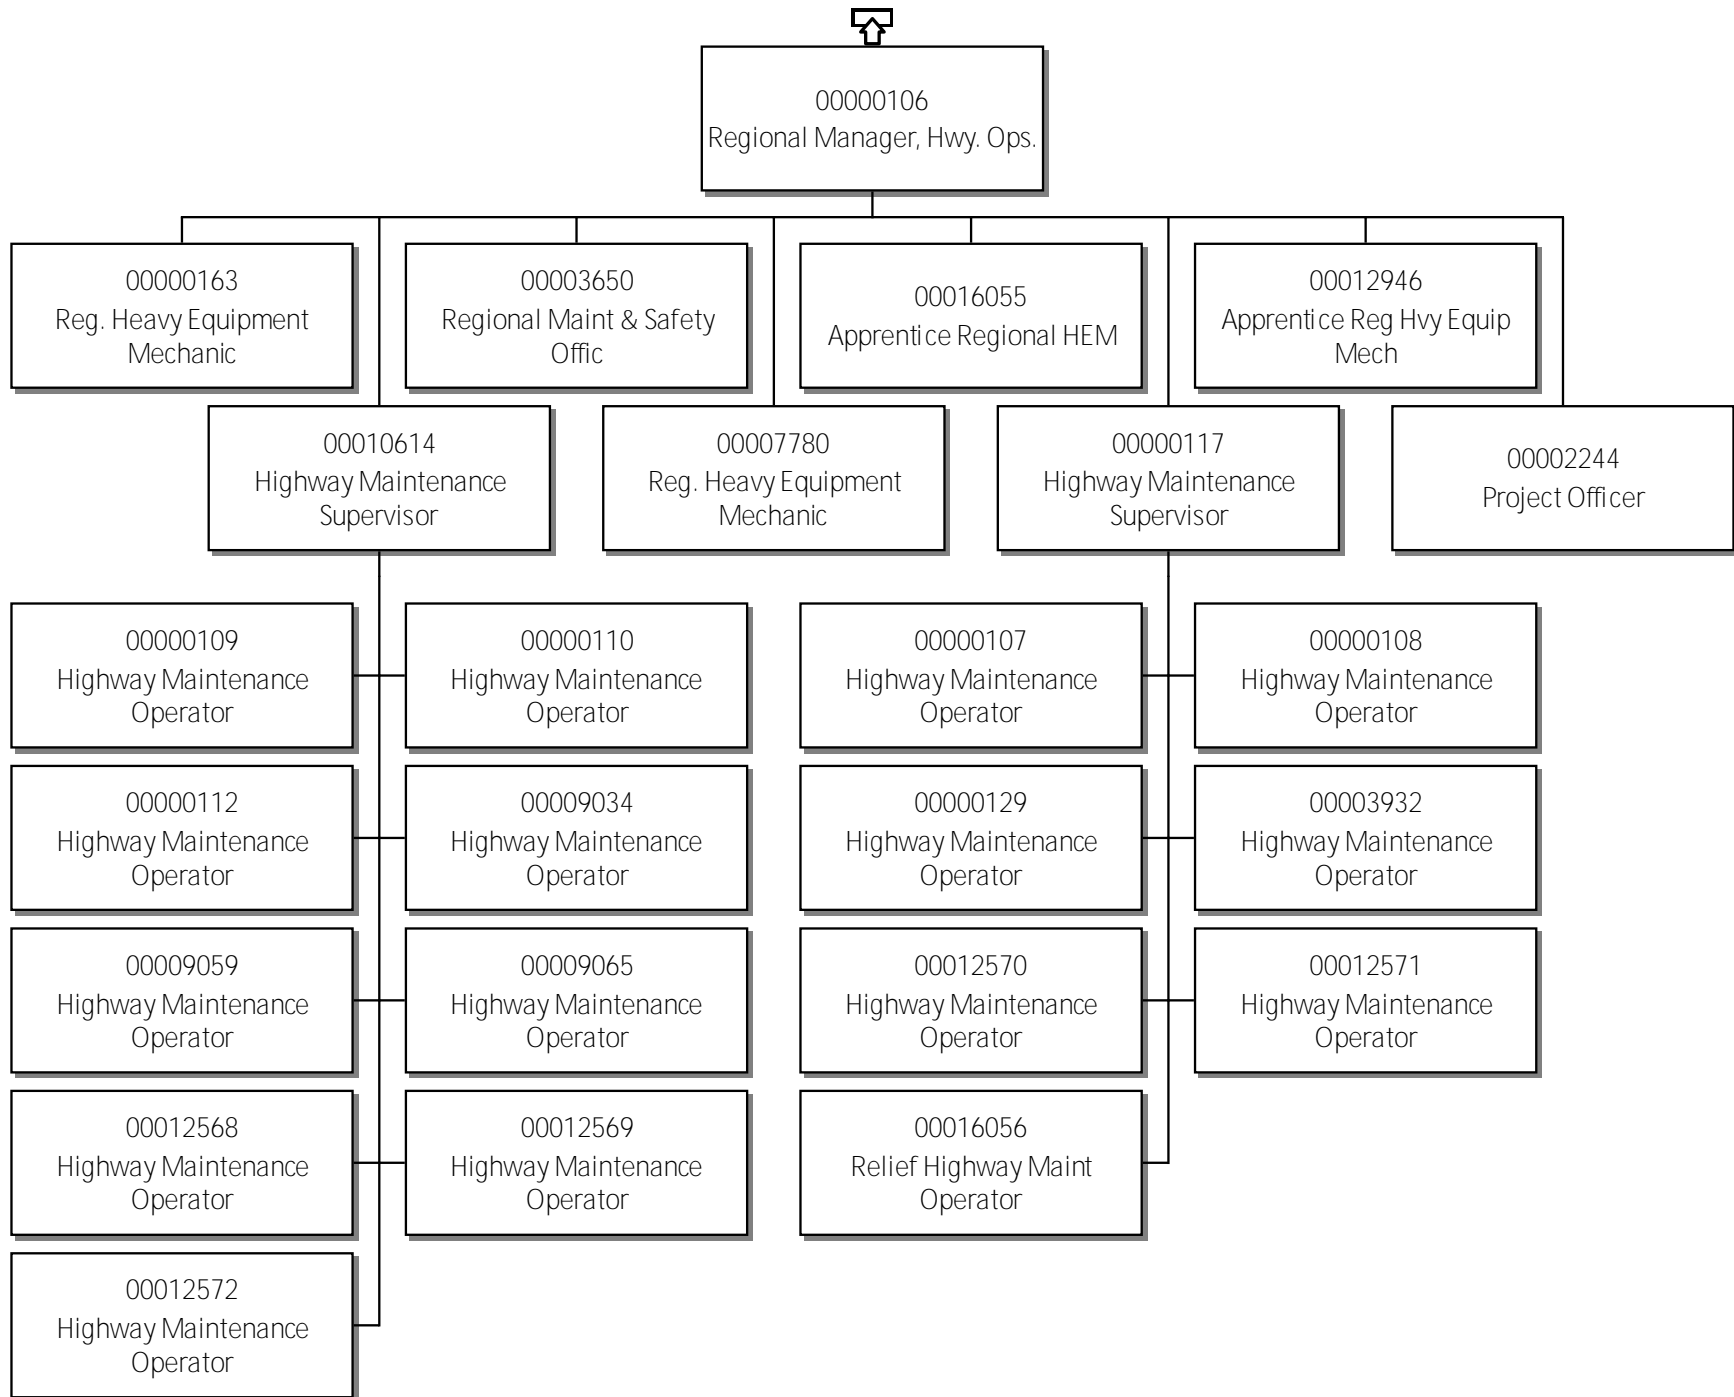 00000106
Regional Manager, Hwy. Ops.
00000163
Reg. Heavy Equipment
Mechanic
00003650
Regional Maint & Safety
Offic
00016055
Apprentice Regional HEM
00012946
Apprentice Reg Hvy Equip
Mech
00010614
Highway Maintenance
Supervisor
00007780
Reg. Heavy Equipment
Mechanic
00000117
Highway Maintenance
Supervisor
00002244
Project Officer
00000109
Highway Maintenance
Operator
00000110
Highway Maintenance
Operator
00000107
Highway Maintenance
Operator
00000108
Highway Maintenance
Operator
00000112
Highway Maintenance
Operator
00009034
Highway Maintenance
Operator
00000129
Highway Maintenance
Operator
00003932
Highway Maintenance
Operator
00009059
Highway Maintenance
Operator
00009065
Highway Maintenance
Operator
00012570
Highway Maintenance
Operator
00012571
Highway Maintenance
Operator
00012568
Highway Maintenance
Operator
00012569
Highway Maintenance
Operator
00016056
Relief Highway Maint
Operator
00012572
Highway Maintenance
Operator